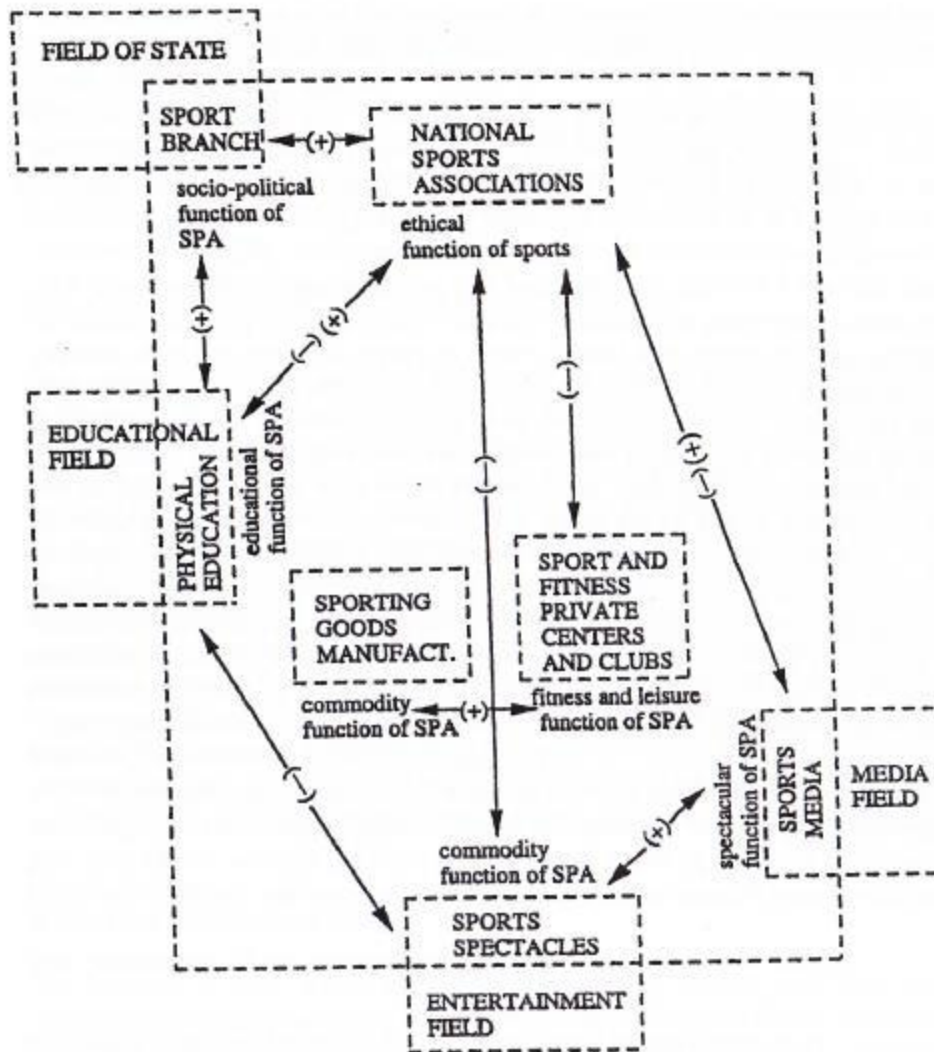 FIELD OF STATE
SPORT
BRANCH
(+)
NATIONAL
SPORTS
ASSOCIATIONS
socio-political
function of
SPA
ethical
function of sports
(+)
(—) (+)
(—)
(—)
(—) (+)
EDUCATIONAL
FIELD
PHYSICAL
EDUCATION
educational
function of SPA
SPORTING
GOODS
MANUFACT.
SPORT AND
FITNESS
PRIVATE
CENTERS
AND CLUBS
commodity
function of SPA
(+)
fitness and leisure
function of SPA
(—)
spectacular
function of SPA
SPORTS
MEDIA
MEDIA
FIELD
(+)
commodity
function of SPA
SPORTS
SPECTACLES
ENTERTAINMENT
FIELD